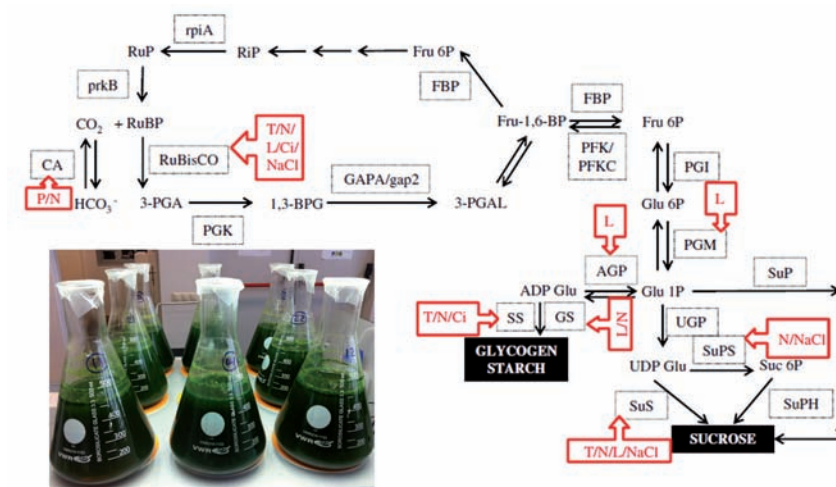 rpiA
RuP
RiP
Fru 6P
prkB
FBP
FBP
CO2 + RuBP
T/N/
L/Ci/
NaCl
Fru-1,6-BP
Fru 6P
CA
RuBisCO
PFK/
PFKC
PGI
P/N
GAPA/gap2
HCO3-
3-PGA
1,3-BPG
3-PGAL
Glu 6P
L
PGK
L
PGM
AGP
SuP
ADP Glu
Glu 1P
T/N/Ci
SS
GS
L/N
UGP
N/NaCl
GLYCOGEN
STARCH
SuPS
UDP Glu
Suc 6P
SuS
SuPH
T/N/L/NaCl
SUCROSE
VWR